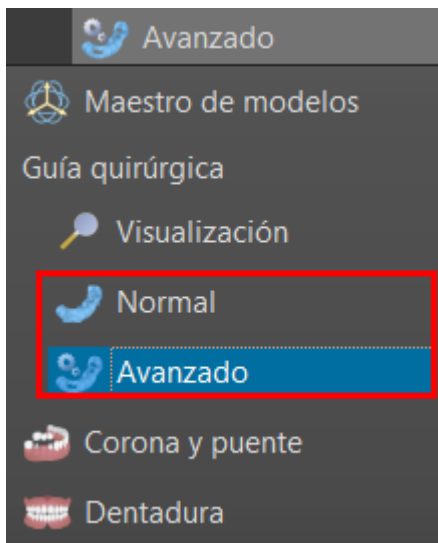 Avanzado
Maestro de modelos
Guía quirúrgica
Visualización
Normal
Avanzado
Corona y puente
Dentadura